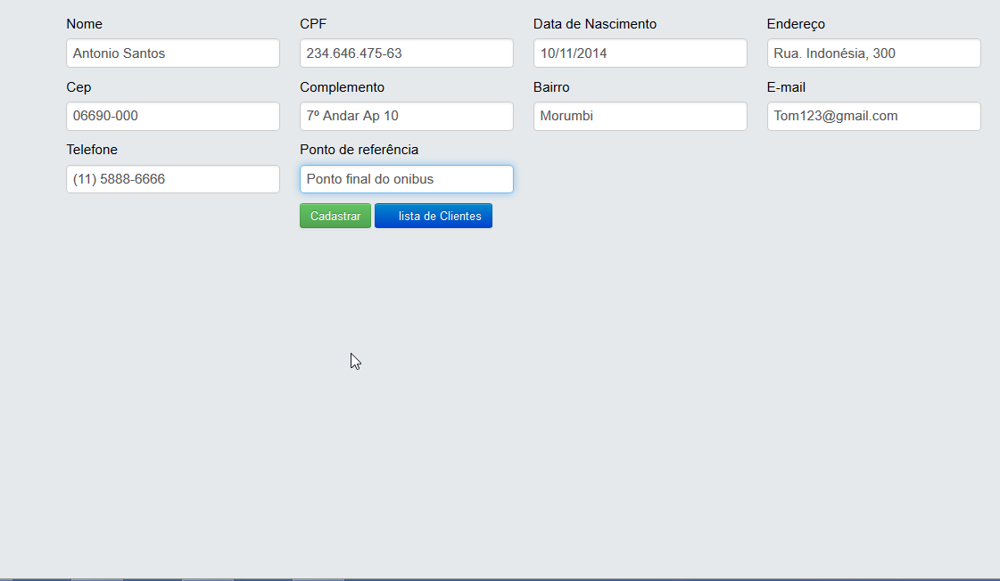 Nome CPF Data de Nascimento Endereço
Antonio Santos 234.646.475-63 10/11/2014 Rua. Indonésia, 300
Cep Complemento Bairro E-mail
06690-000 7º Andar Ap 10 Morumbi Tom123@gmail.com
Telefone Ponto de referência
(11) 5888-6666 Ponto final do onibus
Cadastrar lista de Clientes